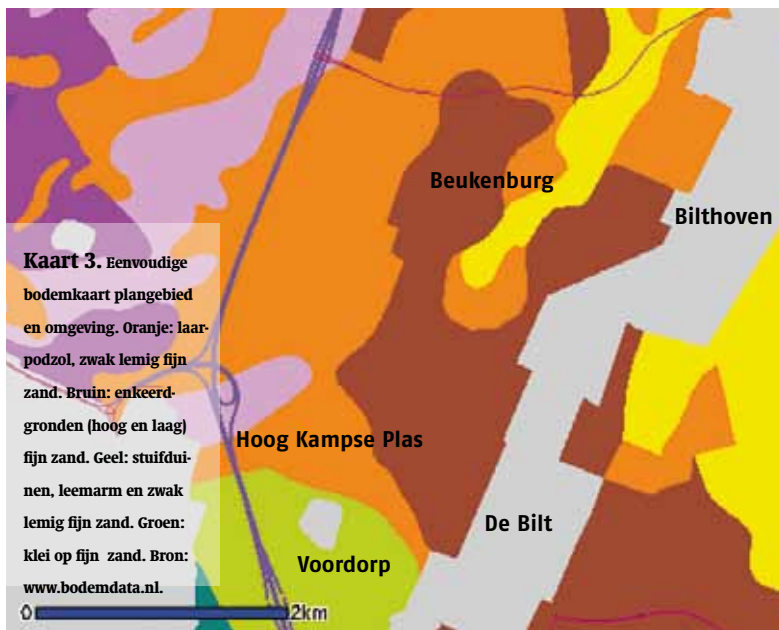 Beukenburg
Bilthoven
Kaart 3. Eenvoudige
bodemkaart plangebied
en omgeving. Oranje: laar-
podzol, zwak lemig fijn
zand. Bruin: enkeerd-
gronden (hoog en laag)
fijn zand. Geel: stuifdui-
nen, leemarm en zwak
lemig fijn zand. Groen:
klei op fijn zand. Bron:
www.bodemdata.nl.
Hoog Kampse Plas
De Bilt
Voordorp
0 2km